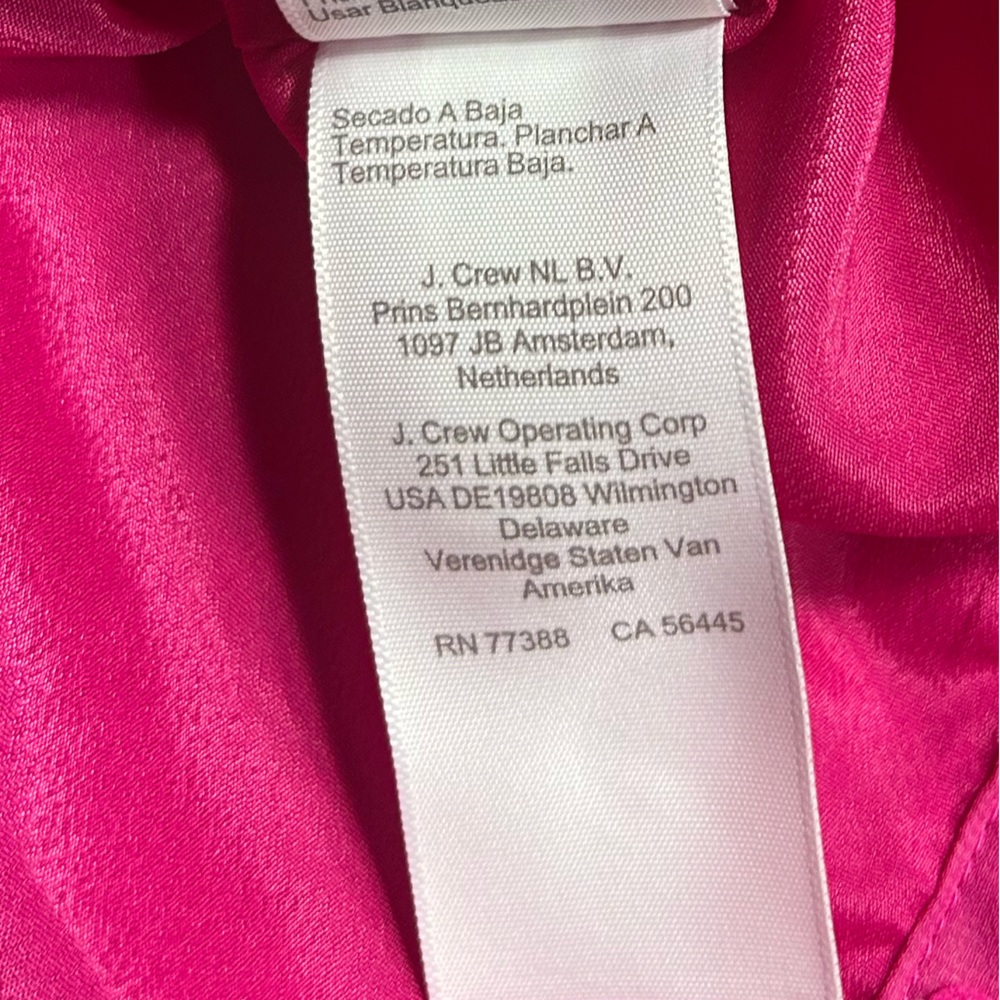 Usar
Secado A Baja
Temperatura. Planchar A
Temperatura Baja.
J. Crew NL B.V.
Prins Bernhardplein 200
1097 JB Amsterdam,
Netherlands
J. Crew Operating Corp
251 Little Falls Drive
USA DE19808 Wilmington
Delaware
Verenidge Staten Van
Amerika
RN 77388 CA 56445